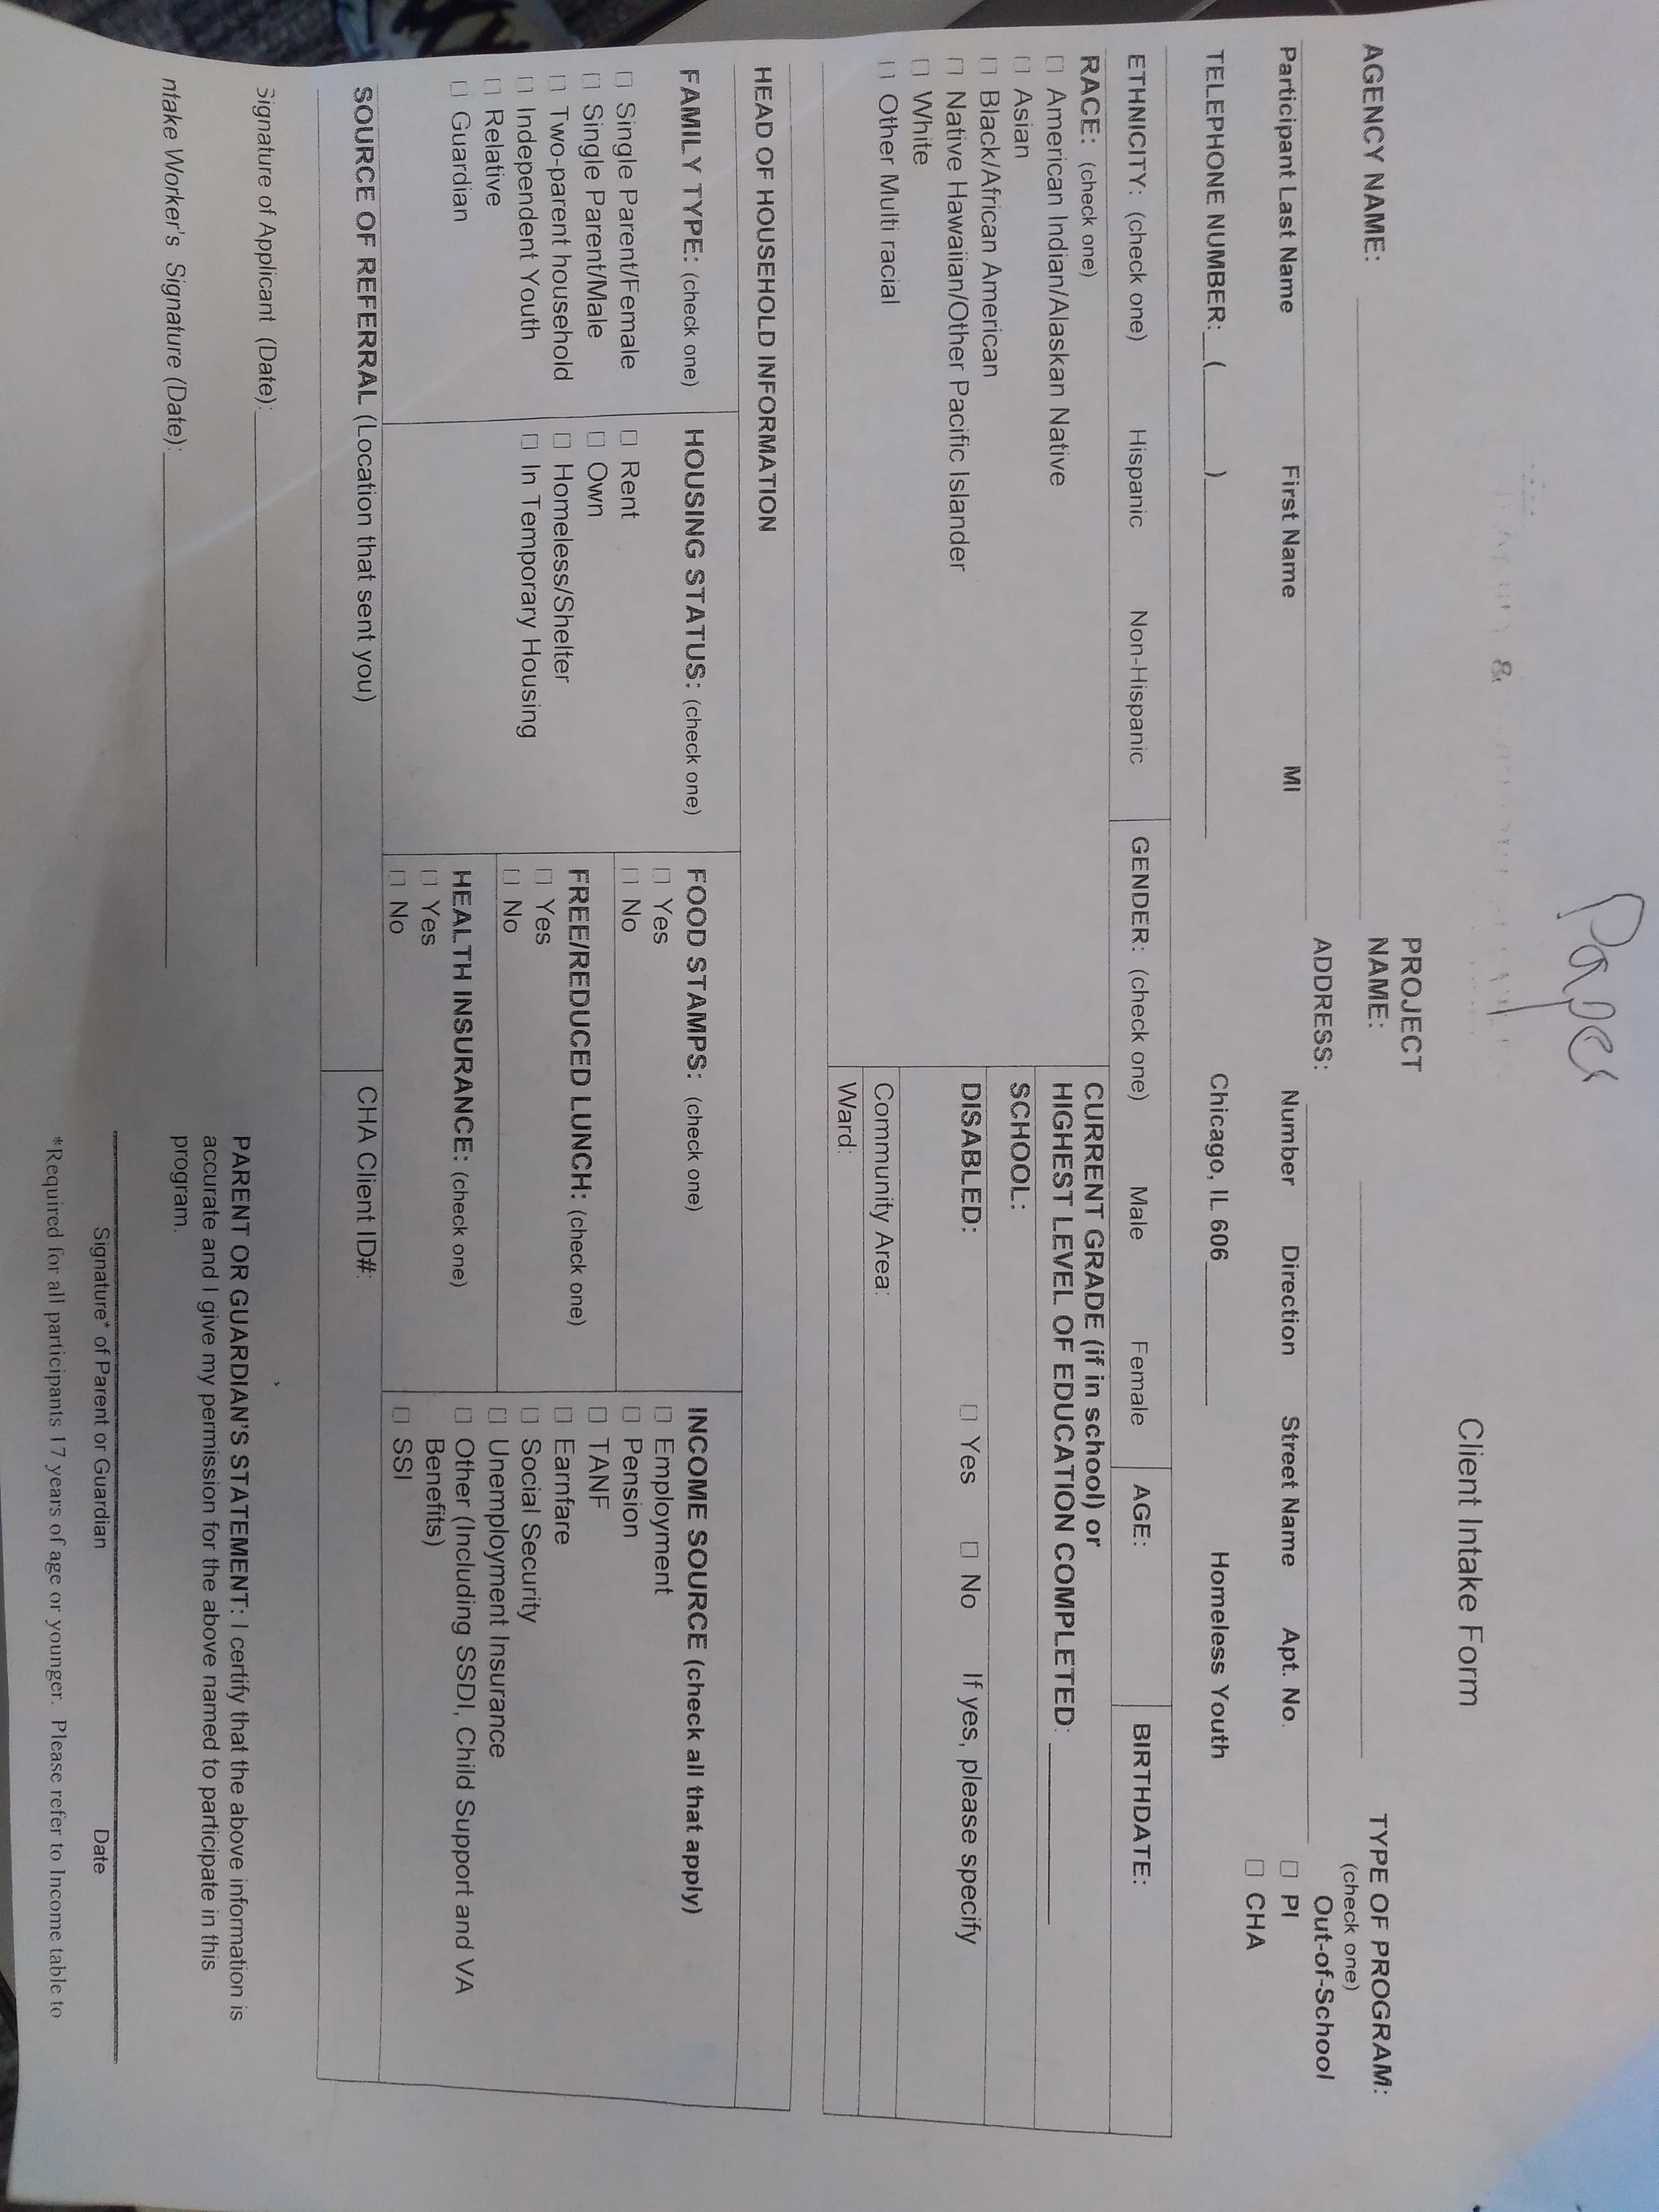 Paper
Client Intake Form
AGENCY NAME:
PROJECT
NAME:
TYPE OF PROGRAM:
(check one)
Out-of-School
☐ PI
☐ CHA
ADDRESS:
Participant Last Name First Name MI
Number Direction Street Name Apt. No.
TELEPHONE NUMBER: ( )
Chicago, IL 606
Homeless Youth
ETHNICITY: (check one) Hispanic Non-Hispanic
GENDER: (check one) Male Female
AGE:
BIRTHDATE:
RACE: (check one)
☐ American Indian/Alaskan Native
☐ Asian
☐ Black/African American
☐ Native Hawaiian/Other Pacific Islander
☐ White
☐ Other Multi racial
CURRENT GRADE (if in school) or
HIGHEST LEVEL OF EDUCATION COMPLETED:
SCHOOL:
DISABLED: ☐ Yes ☐ No If yes, please specify
Community Area:
Ward:
HEAD OF HOUSEHOLD INFORMATION
FAMILY TYPE: (check one)
☐ Single Parent/Female
☐ Single Parent/Male
☐ Two-parent household
☐ Independent Youth
☐ Relative
☐ Guardian
HOUSING STATUS: (check one)
☐ Rent
☐ Own
☐ Homeless/Shelter
☐ In Temporary Housing
FOOD STAMPS: (check one)
☐ Yes
☐ No
FREE/REDUCED LUNCH: (check one)
☐ Yes
☐ No
HEALTH INSURANCE: (check one)
☐ Yes
☐ No
INCOME SOURCE (check all that apply)
☐ Employment
☐ Pension
☐ TANF
☐ Earnfare
☐ Social Security
☐ Unemployment Insurance
☐ Other (Including SSDI, Child Support and VA
Benefits)
☐ SSI
SOURCE OF REFERRAL (Location that sent you)
CHA Client ID#:
Signature of Applicant (Date):
ntake Worker's Signature (Date):
PARENT OR GUARDIAN'S STATEMENT: I certify that the above information is
accurate and I give my permission for the above named to participate in this
program.
Signature* of Parent or Guardian Date
*Required for all participants 17 years of age or younger. Please refer to Income table to